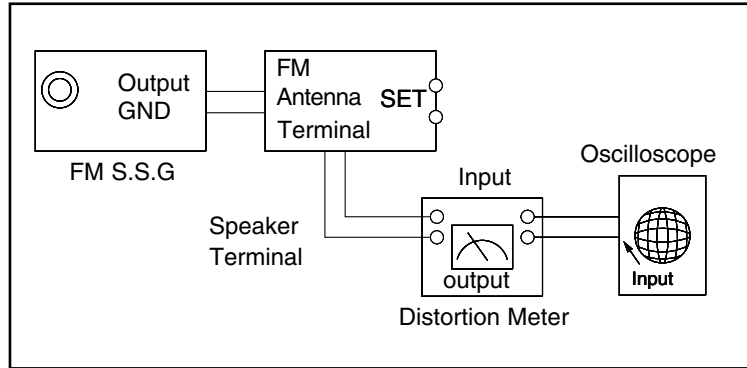 Output
GND
FM S.S.G
FM
Antenna
Terminal
SET
Speaker
Terminal
Input
output
Distortion Meter
Oscilloscope
Input